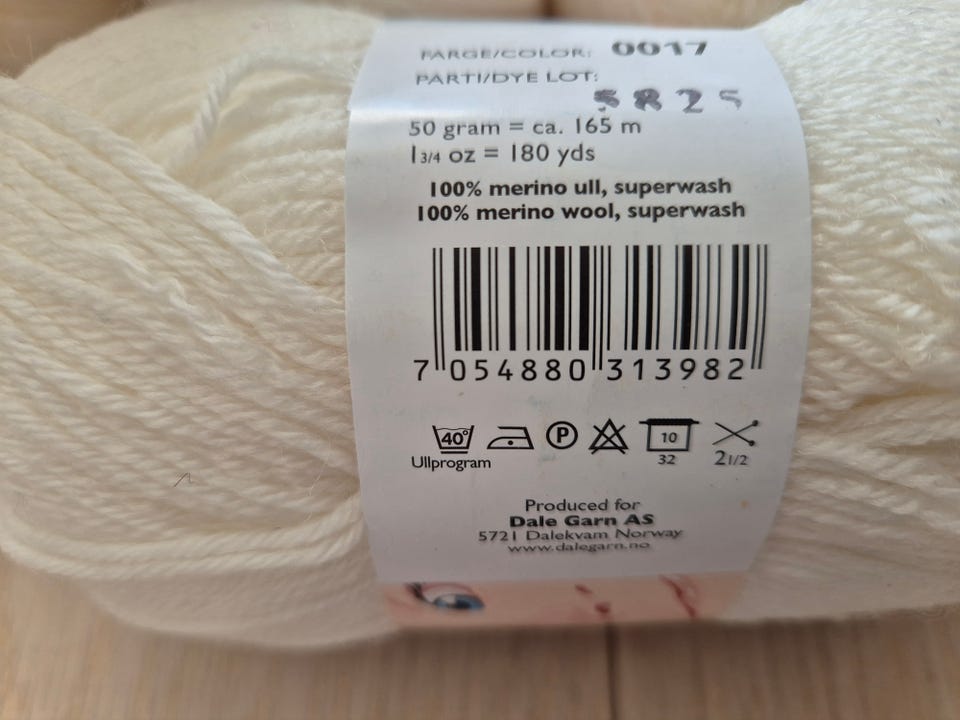 FARGE/COLOR: 0017
PARTI/DYE LOT:
5825
50 gram = ca. 165 m
1 3/4 oz = 180 yds
100% merino ull, superwash
100% merino wool, superwash
7 054880 313982
40° P 10
Ullprogram 32 2 1/2
Produced for
Dale Garn AS
5721 Dalekvam Norway
www.dalegarn.no